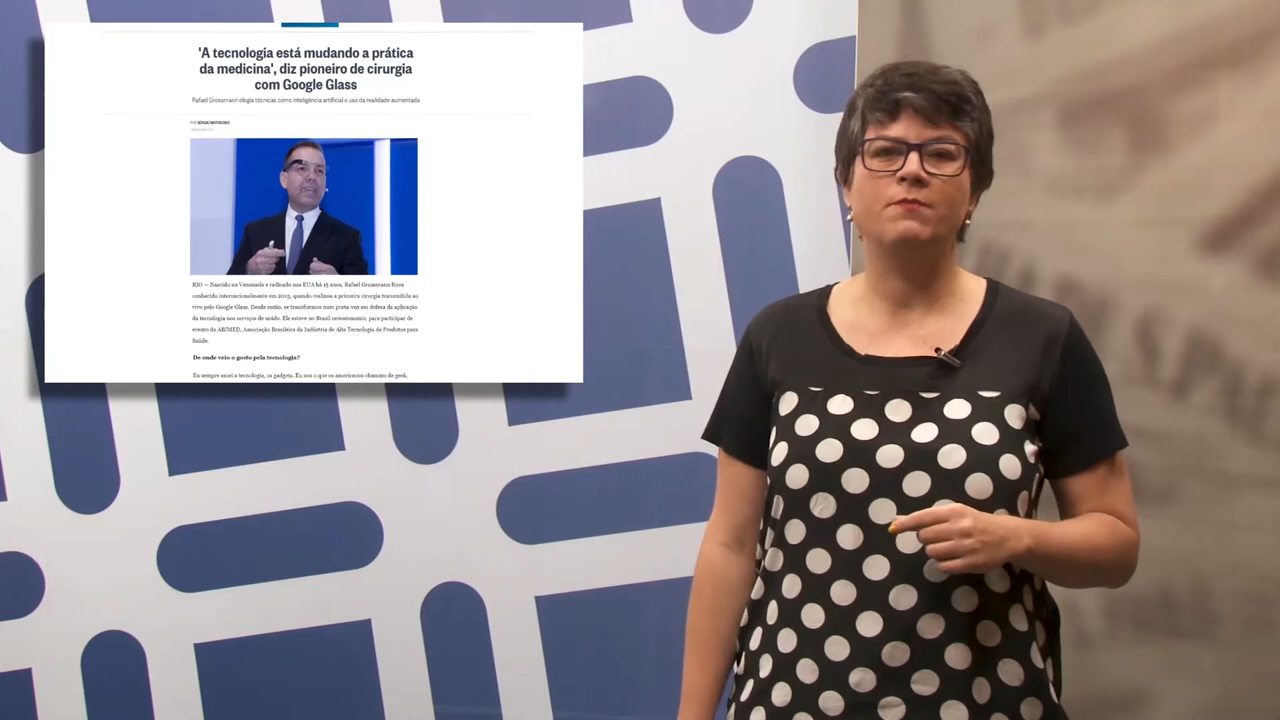 'A tecnologia está mudando a prática
da medicina', diz pioneiro de cirurgia
com Google Glass
Rafael Grossmann elogia técnicas como inteligência artificial e uso da realidade aumentada
POR SÉRGIO MATSUURA
RIO — Nascido na Venezuela e radicado nos EUA há 15 anos, Rafael Grossmann ficou
conhecido internacionalmente em 2013, quando realizou a primeira cirurgia transmitida ao
vivo pelo Google Glass. Desde então, se transformou num porta-voz em defesa da aplicação
da tecnologia nos serviços de saúde. Ele esteve no Brasil recentemente, para participar de
evento da ABIMED, Associação Brasileira da Indústria de Alta Tecnologia de Produtos para
Saúde.
De onde veio o gosto pela tecnologia?
Eu sempre amei a tecnologia, os gadgets. Eu sou o que os americanos chamam de geek.